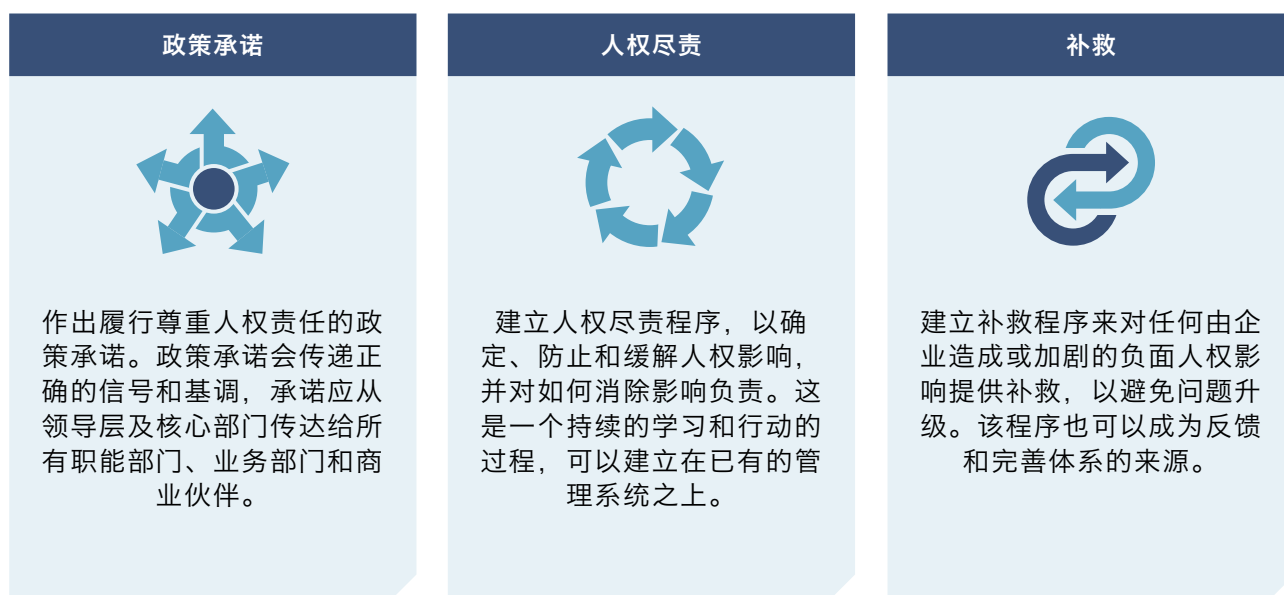 政策承诺
作出履行尊重人权责任的政
策承诺。政策承诺会传递正
确的信号和基调，承诺应从
领导层及核心部门传达给所
有职能部门、业务部门和商
业伙伴。
人权尽责
建立人权尽责程序，以确
定、防止和缓解人权影响，
并对如何消除影响负责。这
是一个持续的学习和行动的
过程，可以建立在已有的管
理系统之上。
补救
建立补救程序来对任何由企
业造成或加剧的负面人权影
响提供补救，以避免问题升
级。该程序也可以成为反馈
和完善体系的来源。